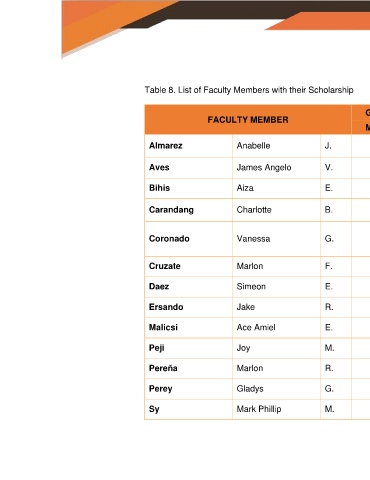 Table 8. List of Faculty Members with their Scholarship
FACULTY MEMBER
Almarez Anabelle J.
Aves James Angelo V.
Bihis Aiza E.
Carandang Charlotte B.
Coronado Vanessa G.
Cruzate Marlon F.
Daez Simeon E.
Ersando Jake R.
Malicsi Ace Amiel E.
Peji Joy M.
Pereña Marlon R.
Perey Gladys G.
Sy Mark Phillip M.